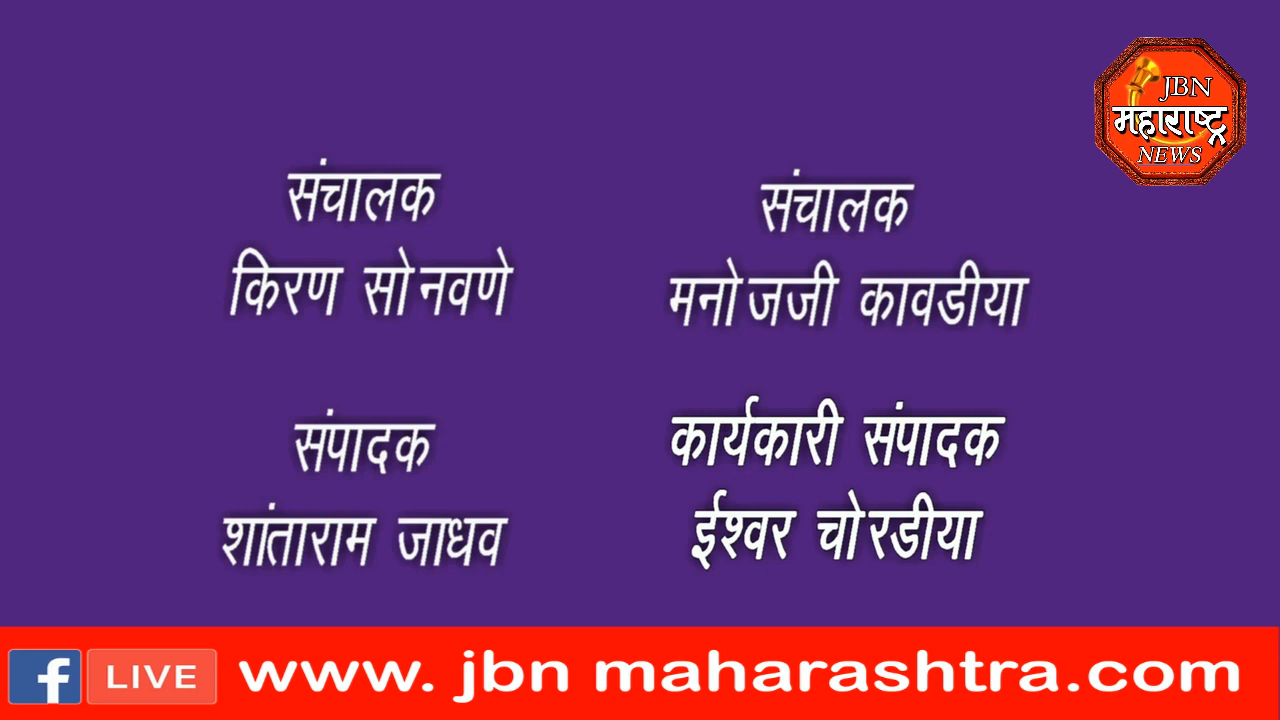 JBN
महाराष्ट्र
NEWS
संचालक
किरण सोनवणे
संचालक
मनोजजी कावडीया
संपादक
शांताराम जाधव
कार्यकारी संपादक
ईश्वर चोरडीया
f LIVE www. jbn maharashtra.com